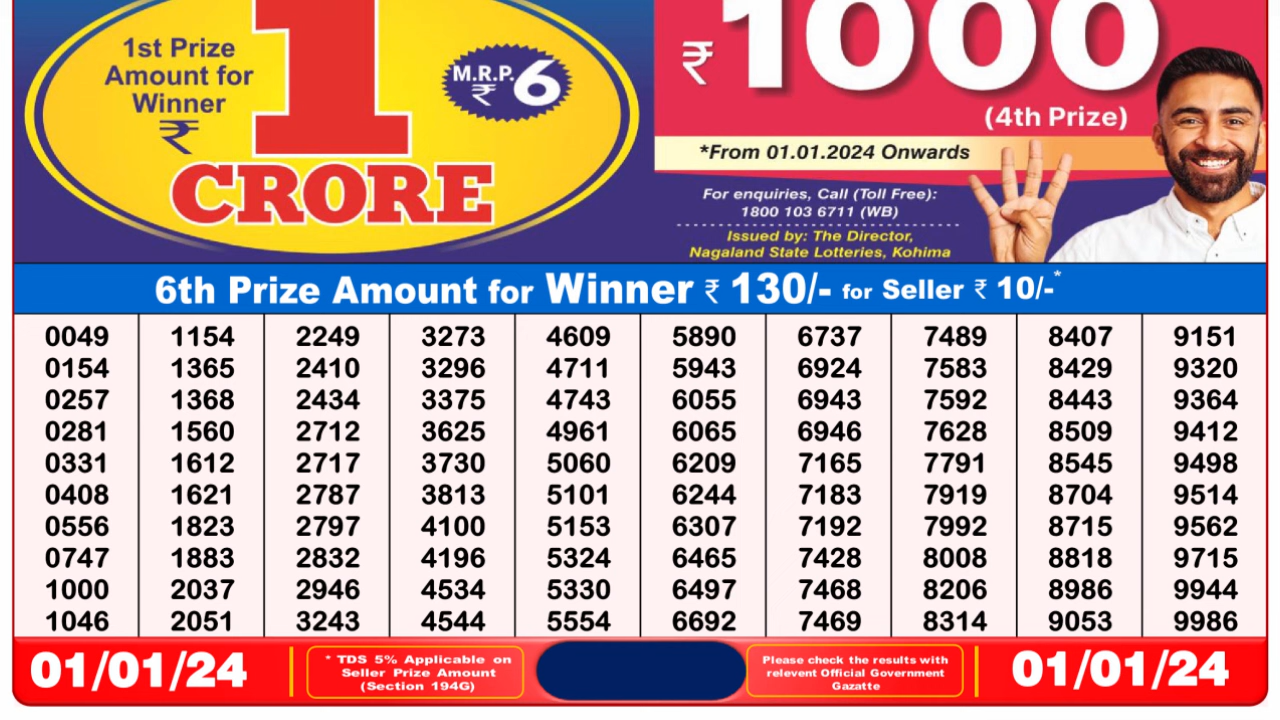 1st Prize
Amount for
Winner
₹
1
CRORE
M.R.P.
₹ 6
₹ 1000
(4th Prize)
*From 01.01.2024 Onwards
For enquiries, Call (Toll Free):
1800 103 6711 (WB)
Issued by: The Director,
Nagaland State Lotteries, Kohima
6th Prize Amount for Winner ₹ 130/- for Seller ₹ 10/-*
0049 1154 2249 3273 4609 5890 6737 7489 8407 9151
0154 1365 2410 3296 4711 5943 6924 7583 8429 9320
0257 1368 2434 3375 4743 6055 6943 7592 8443 9364
0281 1560 2712 3625 4961 6065 6946 7628 8509 9412
0331 1612 2717 3730 5060 6209 7165 7791 8545 9498
0408 1621 2787 3813 5101 6244 7183 7919 8704 9514
0556 1823 2797 4100 5153 6307 7192 7992 8715 9562
0747 1883 2832 4196 5324 6465 7428 8008 8818 9715
1000 2037 2946 4534 5330 6497 7468 8206 8986 9944
1046 2051 3243 4544 5554 6692 7469 8314 9053 9986
01/01/24
* TDS 5% Applicable on
Seller Prize Amount
(Section 194G)
Please check the results with
relevent Official Government
Gazatte
01/01/24